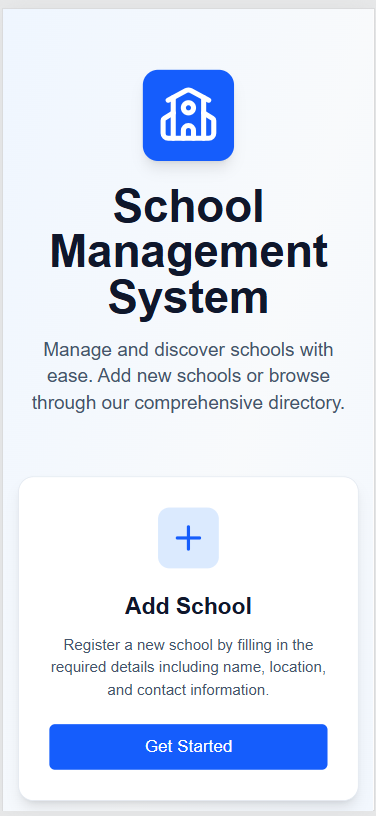 School
Management
System
Manage and discover schools with
ease. Add new schools or browse
through our comprehensive directory.
Add School
Register a new school by filling in the
required details including name, location,
and contact information.
Get Started